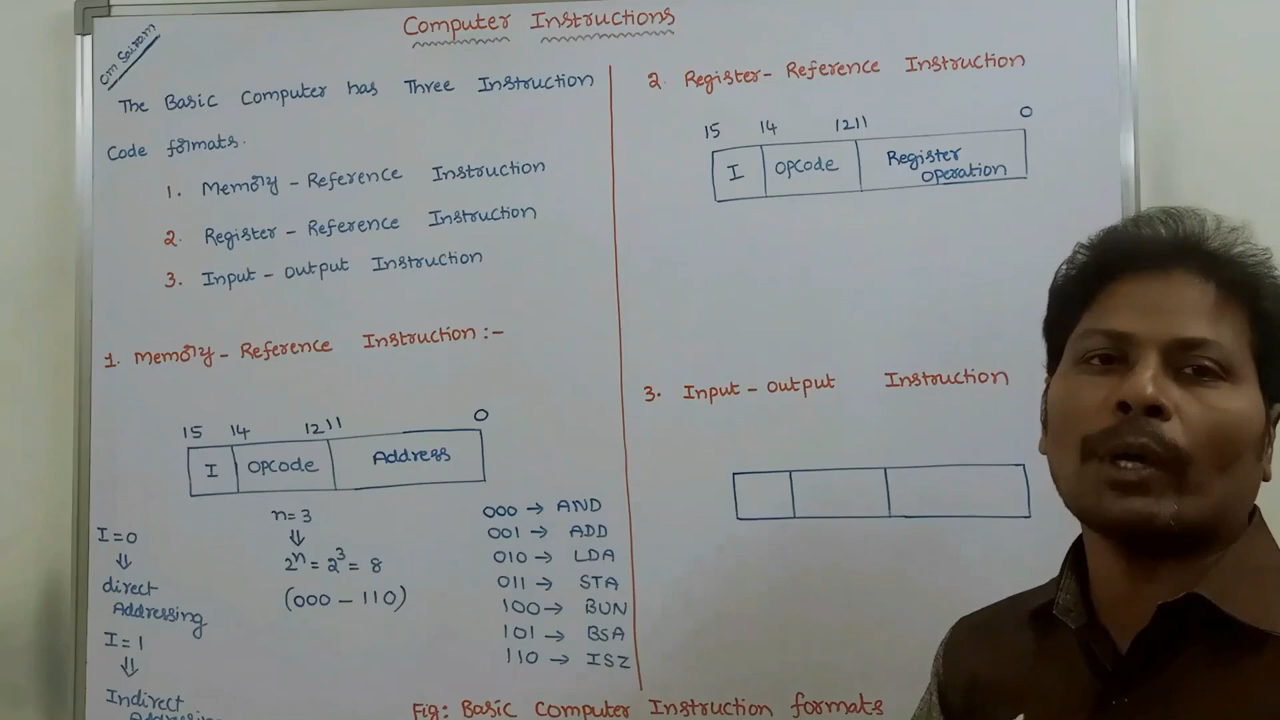 Computer Instructions
Om Sairam
The Basic Computer has Three Instruction
Code formats.
1. Memory - Reference Instruction
2. Register - Reference Instruction
3. Input - output Instruction
1. Memory - Reference Instruction :-
15 14 12 11 0
I opcode Address
n=3
⇓
2ⁿ = 2³ = 8
(000 - 110)
I=0
⇓
direct
Addressing
I=1
⇓
Indirect
Addressing
000 → AND
001 → ADD
010 → LDA
011 → STA
100 → BUN
101 → BSA
110 → ISZ
2. Register - Reference Instruction
15 14 12 11 0
I opcode Register
operation
3. Input - output Instruction
Fig: Basic Computer Instruction formats